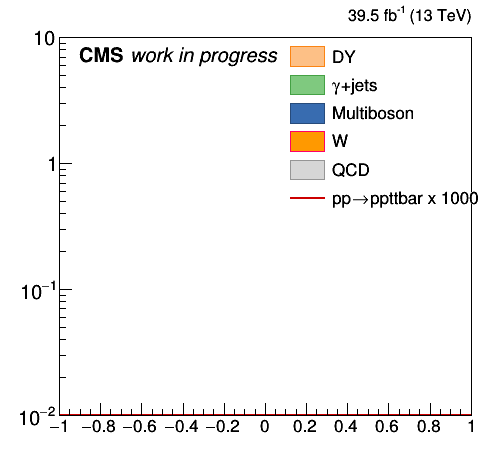 39.5 fb⁻¹ (13 TeV)
10
CMS work in progress
DY
γ+jets
Multiboson
1
W
QCD
pp→ppttbar x 1000
10⁻¹
10⁻²
−1 −0.8 −0.6 −0.4 −0.2 0 0.2 0.4 0.6 0.8 1